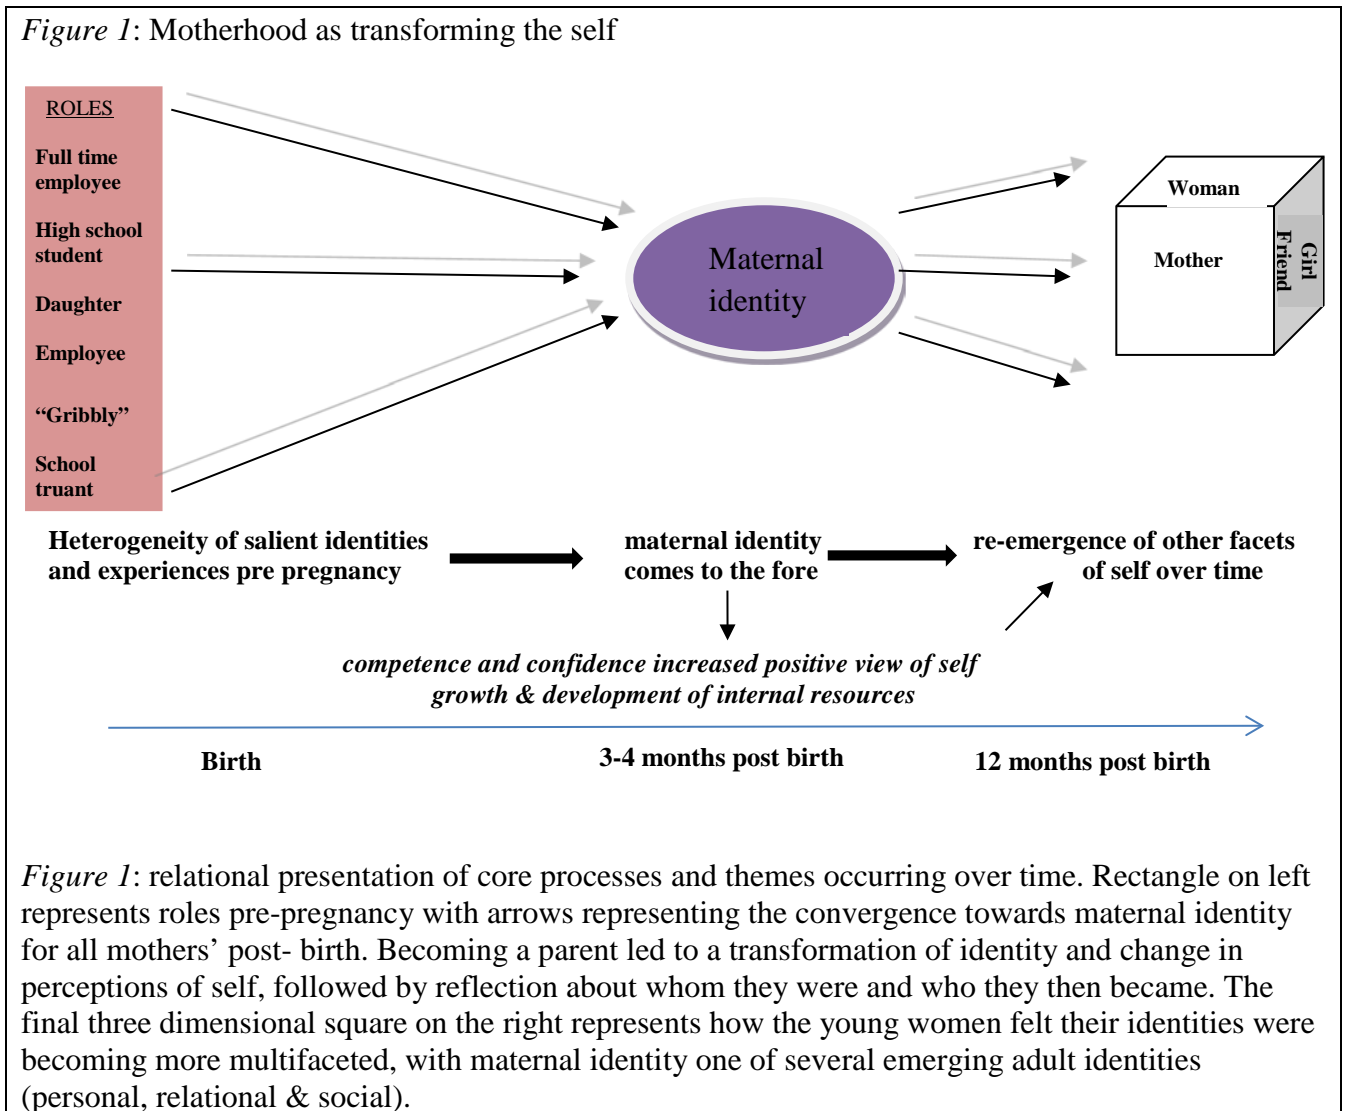 Figure 1: Motherhood as transforming the self
ROLES
Full time
employee
High school
student
Daughter
Employee
“Gribbly”
School
truant
Maternal
identity
Woman
Mother
Girl
Friend
Heterogeneity of salient identities
and experiences pre pregnancy
maternal identity
comes to the fore
re-emergence of other facets
of self over time
competence and confidence increased positive view of self
growth & development of internal resources
Birth
3-4 months post birth
12 months post birth
Figure 1: relational presentation of core processes and themes occurring over time. Rectangle on left
represents roles pre-pregnancy with arrows representing the convergence towards maternal identity
for all mothers’ post- birth. Becoming a parent led to a transformation of identity and change in
perceptions of self, followed by reflection about whom they were and who they then became. The
final three dimensional square on the right represents how the young women felt their identities were
becoming more multifaceted, with maternal identity one of several emerging adult identities
(personal, relational & social).